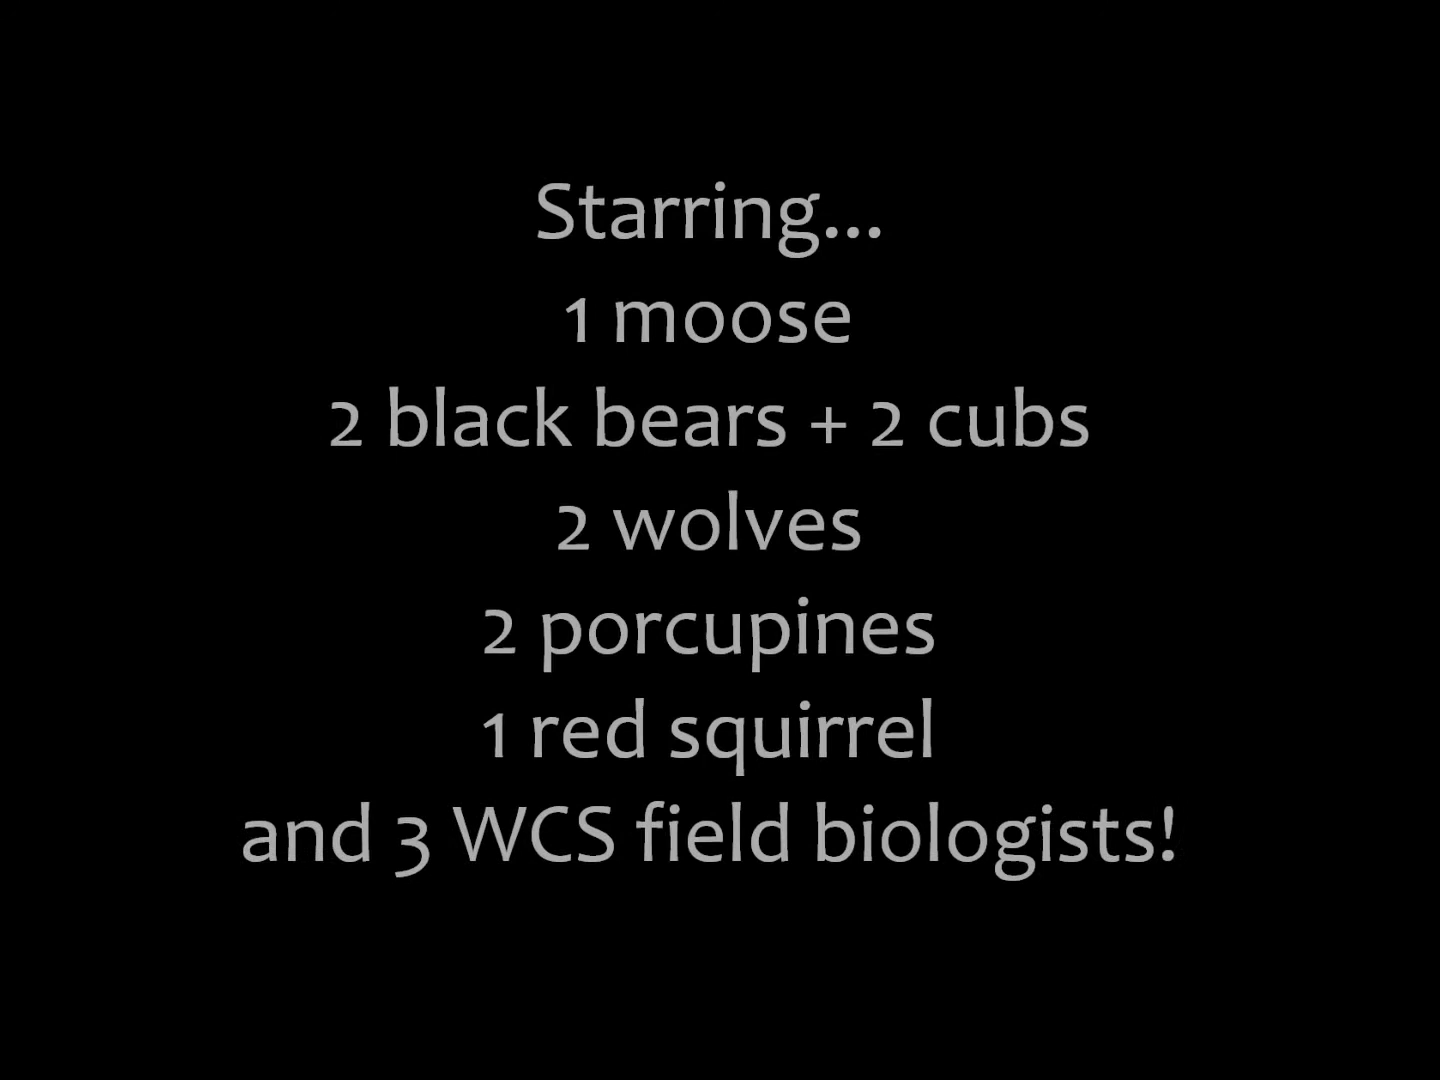 Starring...
1 moose
2 black bears + 2 cubs
2 wolves
2 porcupines
1 red squirrel
and 3 WCS field biologists!